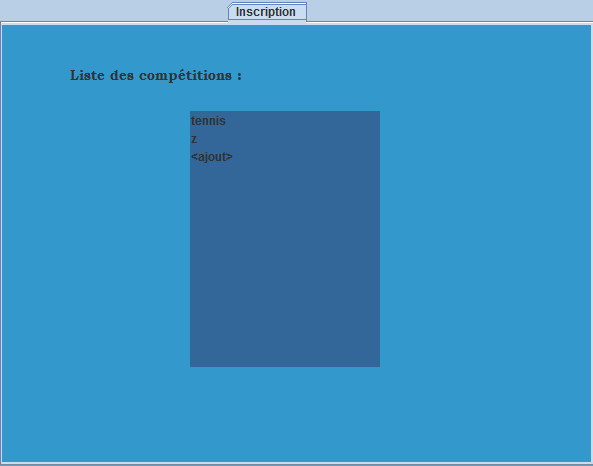 Inscription
Liste des compétitions :
tennis
z
<ajout>